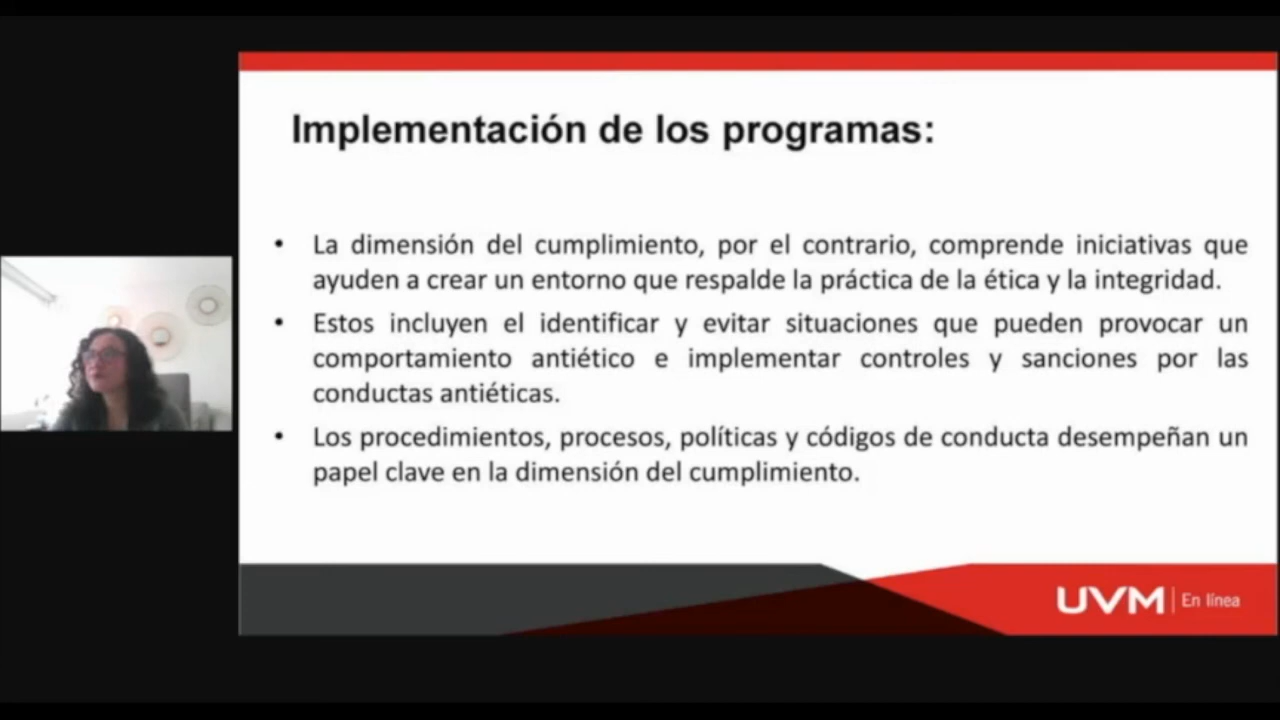 Implementación de los programas:
• La dimensión del cumplimiento, por el contrario, comprende iniciativas que
ayuden a crear un entorno que respalde la práctica de la ética y la integridad.
• Estos incluyen el identificar y evitar situaciones que pueden provocar un
comportamiento antiético e implementar controles y sanciones por las
conductas antiéticas.
• Los procedimientos, procesos, políticas y códigos de conducta desempeñan un
papel clave en la dimensión del cumplimiento.
UVM | En línea